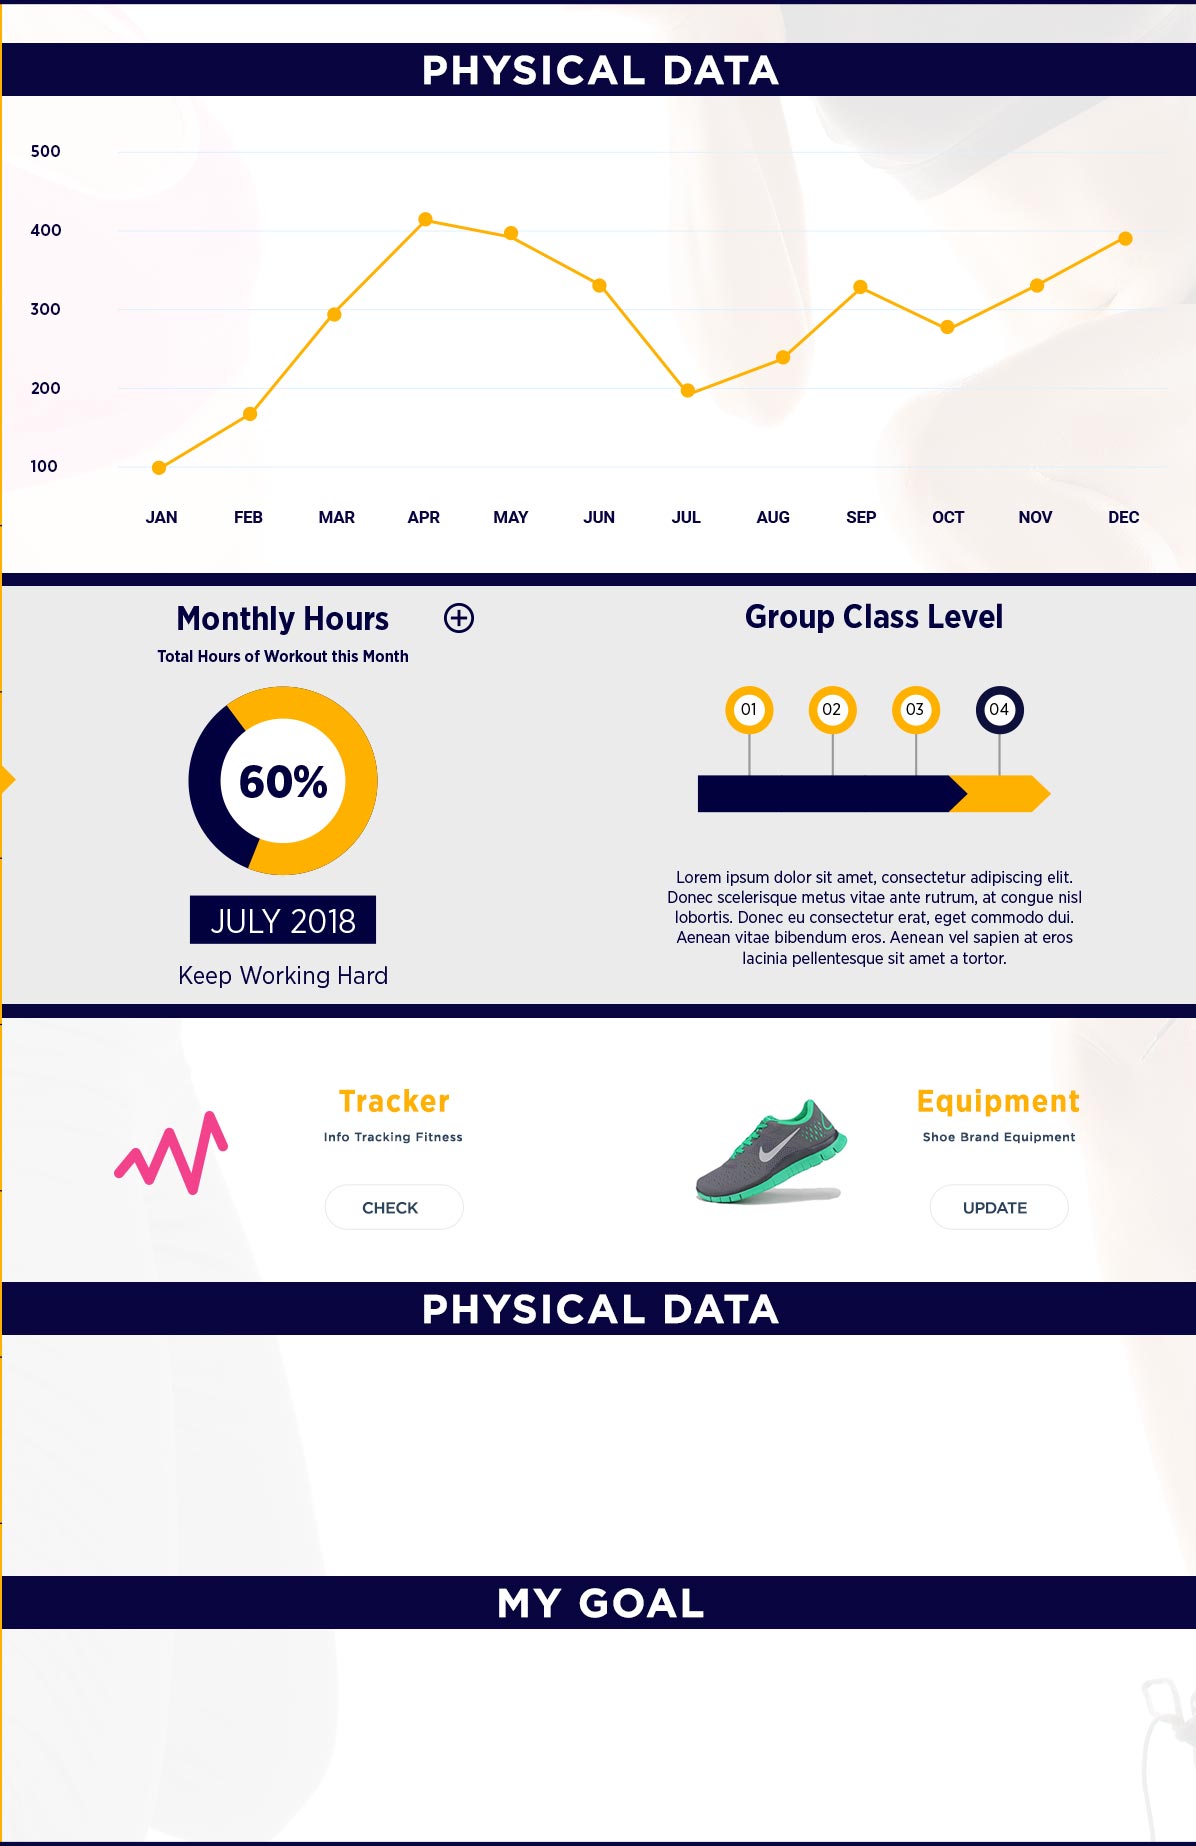 PHYSICAL DATA
500
400
300
200
100
JAN FEB MAR APR MAY JUN JUL AUG SEP OCT NOV DEC
Monthly Hours
Total Hours of Workout this Month
60%
JULY 2018
Keep Working Hard
Group Class Level
01 02 03 04
Lorem ipsum dolor sit amet, consectetur adipiscing elit.
Donec scelerisque metus vitae ante rutrum, at congue nisl
lobortis. Donec eu consectetur erat, eget commodo dui.
Aenean vitae bibendum eros. Aenean vel sapien at eros
lacinia pellentesque sit amet a tortor.
Tracker
Info Tracking Fitness
CHECK
Equipment
Shoe Brand Equipment
UPDATE
PHYSICAL DATA
MY GOAL